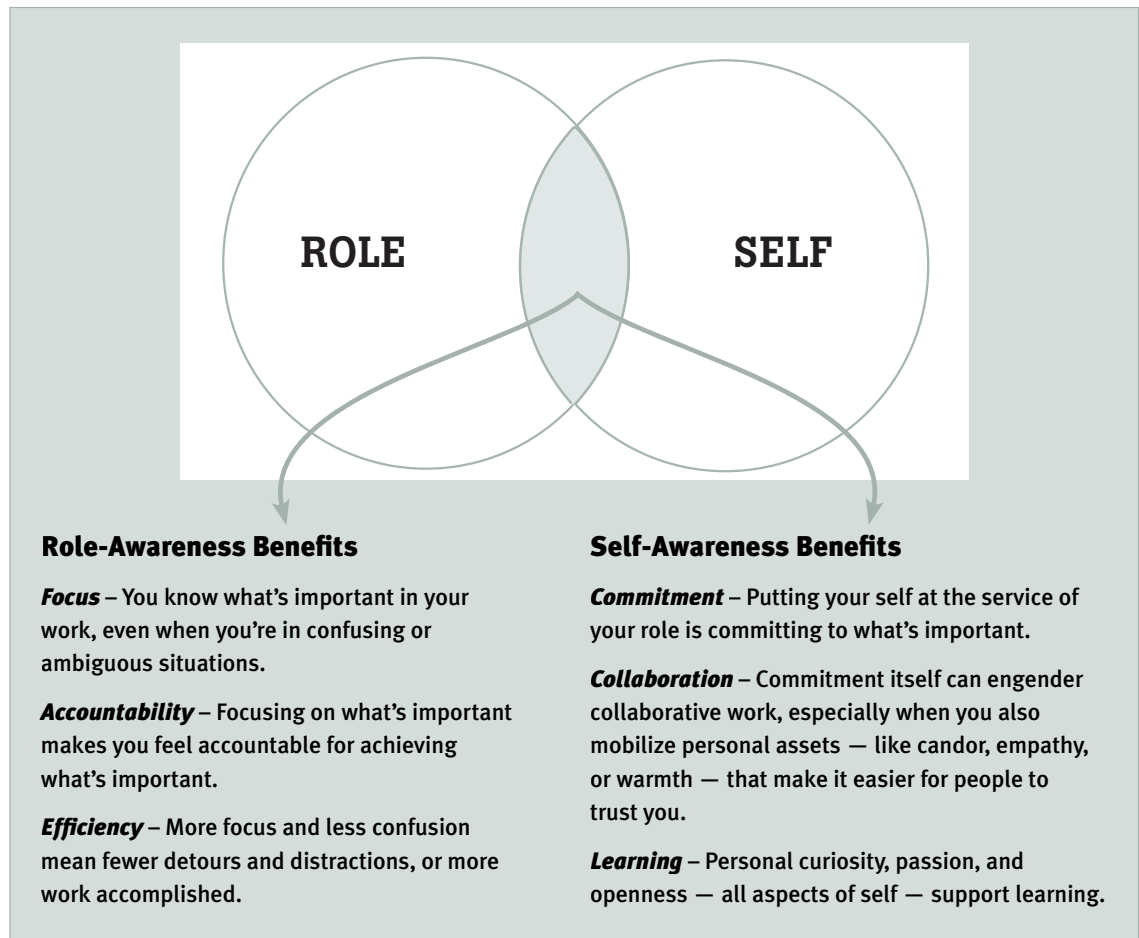 ROLE
SELF
Role-Awareness Benefits
Focus – You know what's important in your
work, even when you're in confusing or
ambiguous situations.
Accountability – Focusing on what's important
makes you feel accountable for achieving
what's important.
Efficiency – More focus and less confusion
mean fewer detours and distractions, or more
work accomplished.
Self-Awareness Benefits
Commitment – Putting your self at the service of
your role is committing to what's important.
Collaboration – Commitment itself can engender
collaborative work, especially when you also
mobilize personal assets — like candor, empathy,
or warmth — that make it easier for people to
trust you.
Learning – Personal curiosity, passion, and
openness — all aspects of self — support learning.